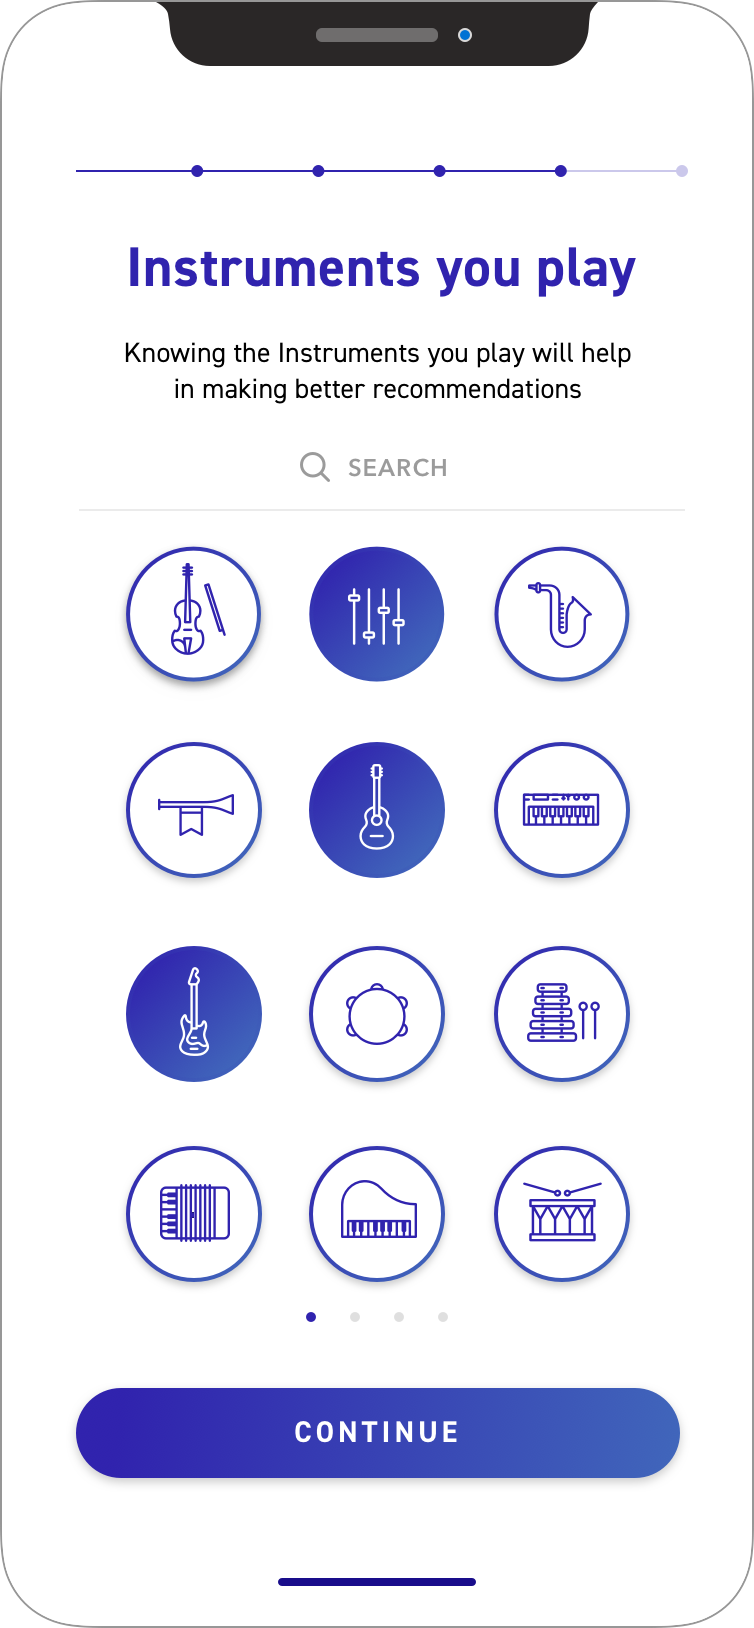 Instruments you play
Knowing the Instruments you play will help
in making better recommendations
SEARCH
CONTINUE